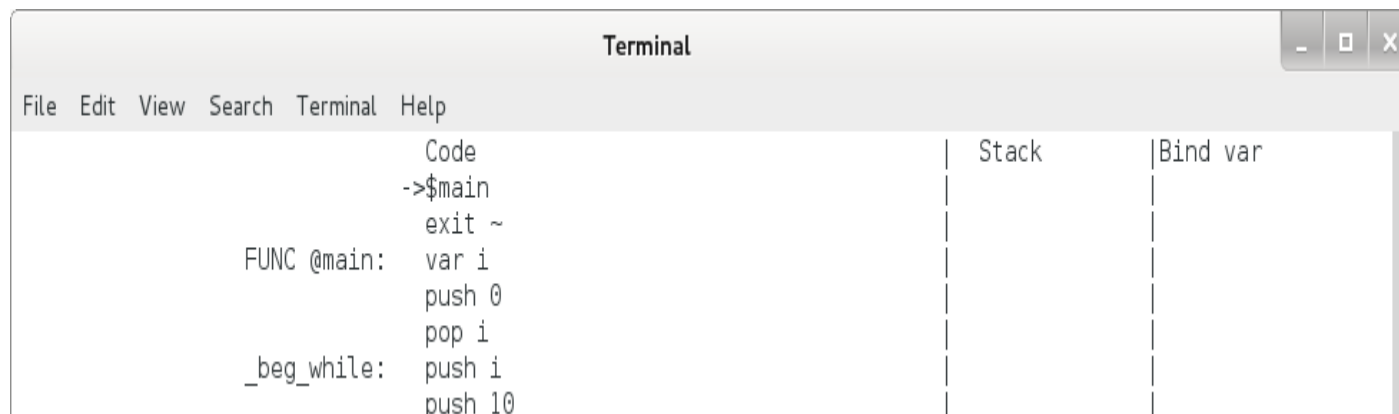 Terminal
File Edit View Search Terminal Help
Code | Stack |Bind var
->$main | |
exit ~ | |
FUNC @main: var i | |
push 0 | |
pop i | |
_beg_while: push i | |
push 10 | |